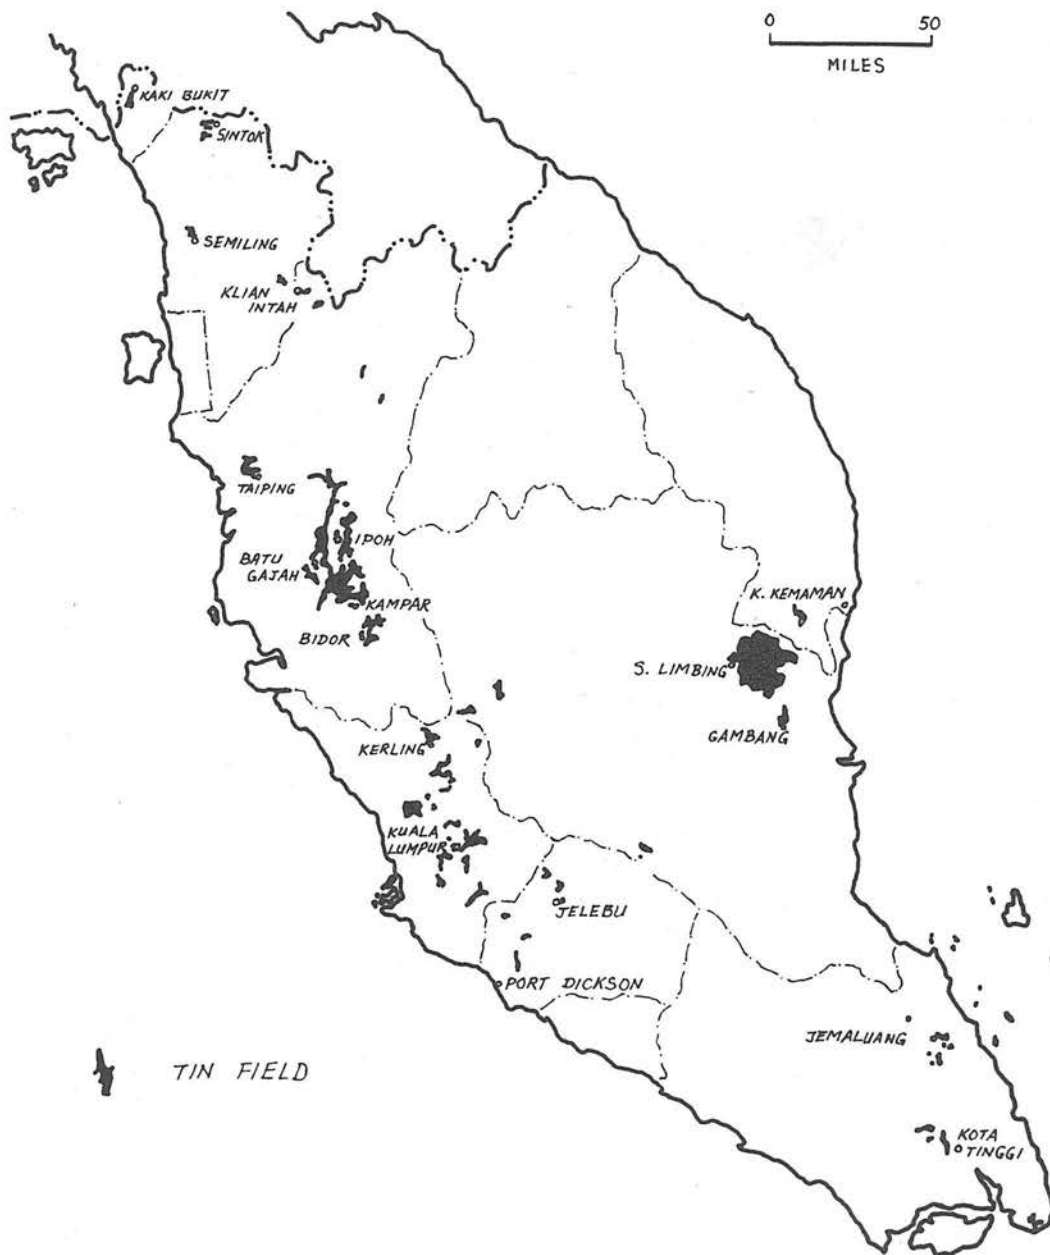 0 50
MILES
KAKI BUKIT
SINTOK
SEMILING
KLIAN
INTAH
TAIPING
IPOH
BATU
GAJAH
KAMPAR
BIDOR
K. KEMAMAN
S. LIMBING
GAMBANG
KERLING
KUALA
LUMPUR
JELEBU
PORT DICKSON
JEMALUANG
TIN FIELD
KOTA
TINGGI